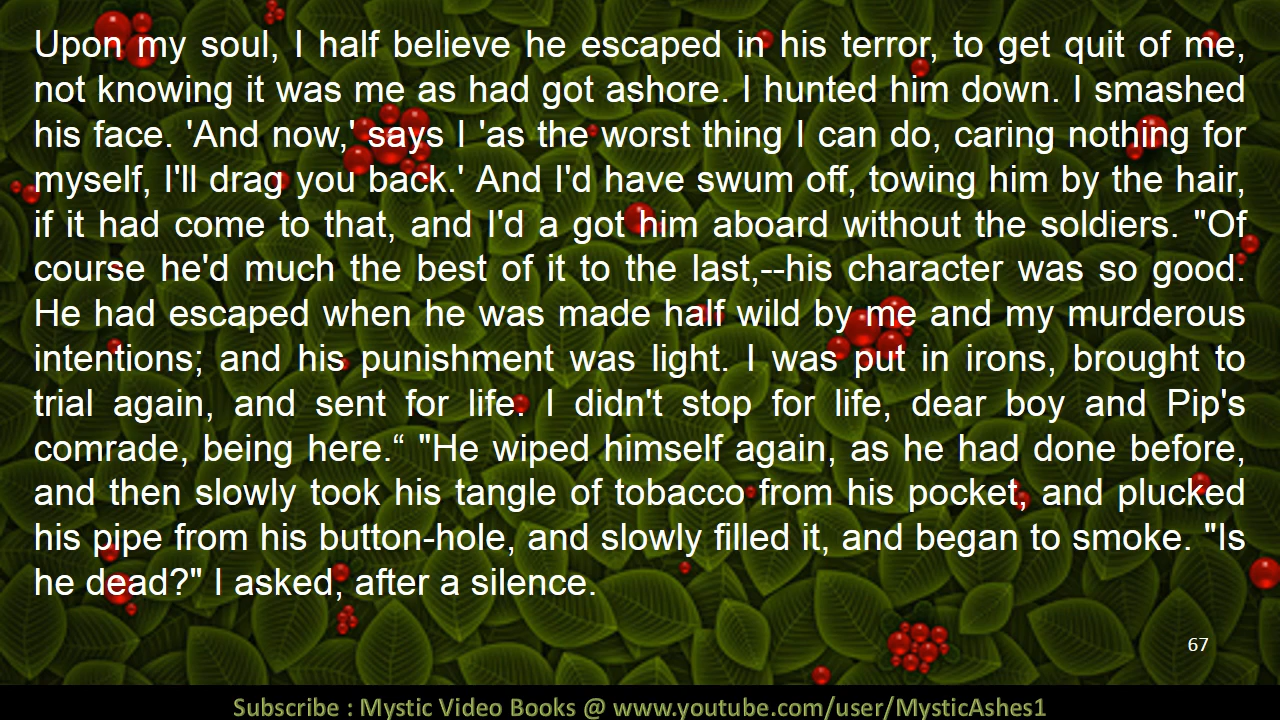 Upon my soul, I half believe he escaped in his terror, to get quit of me,
not knowing it was me as had got ashore. I hunted him down. I smashed
his face. 'And now,' says I 'as the worst thing I can do, caring nothing for
myself, I'll drag you back.' And I'd have swum off, towing him by the hair,
if it had come to that, and I'd a got him aboard without the soldiers. "Of
course he'd much the best of it to the last,--his character was so good.
He had escaped when he was made half wild by me and my murderous
intentions; and his punishment was light. I was put in irons, brought to
trial again, and sent for life. I didn't stop for life, dear boy and Pip's
comrade, being here.“ "He wiped himself again, as he had done before,
and then slowly took his tangle of tobacco from his pocket, and plucked
his pipe from his button-hole, and slowly filled it, and began to smoke. "Is
he dead?" I asked, after a silence.
67
Subscribe : Mystic Video Books @ www.youtube.com/user/MysticAshes1